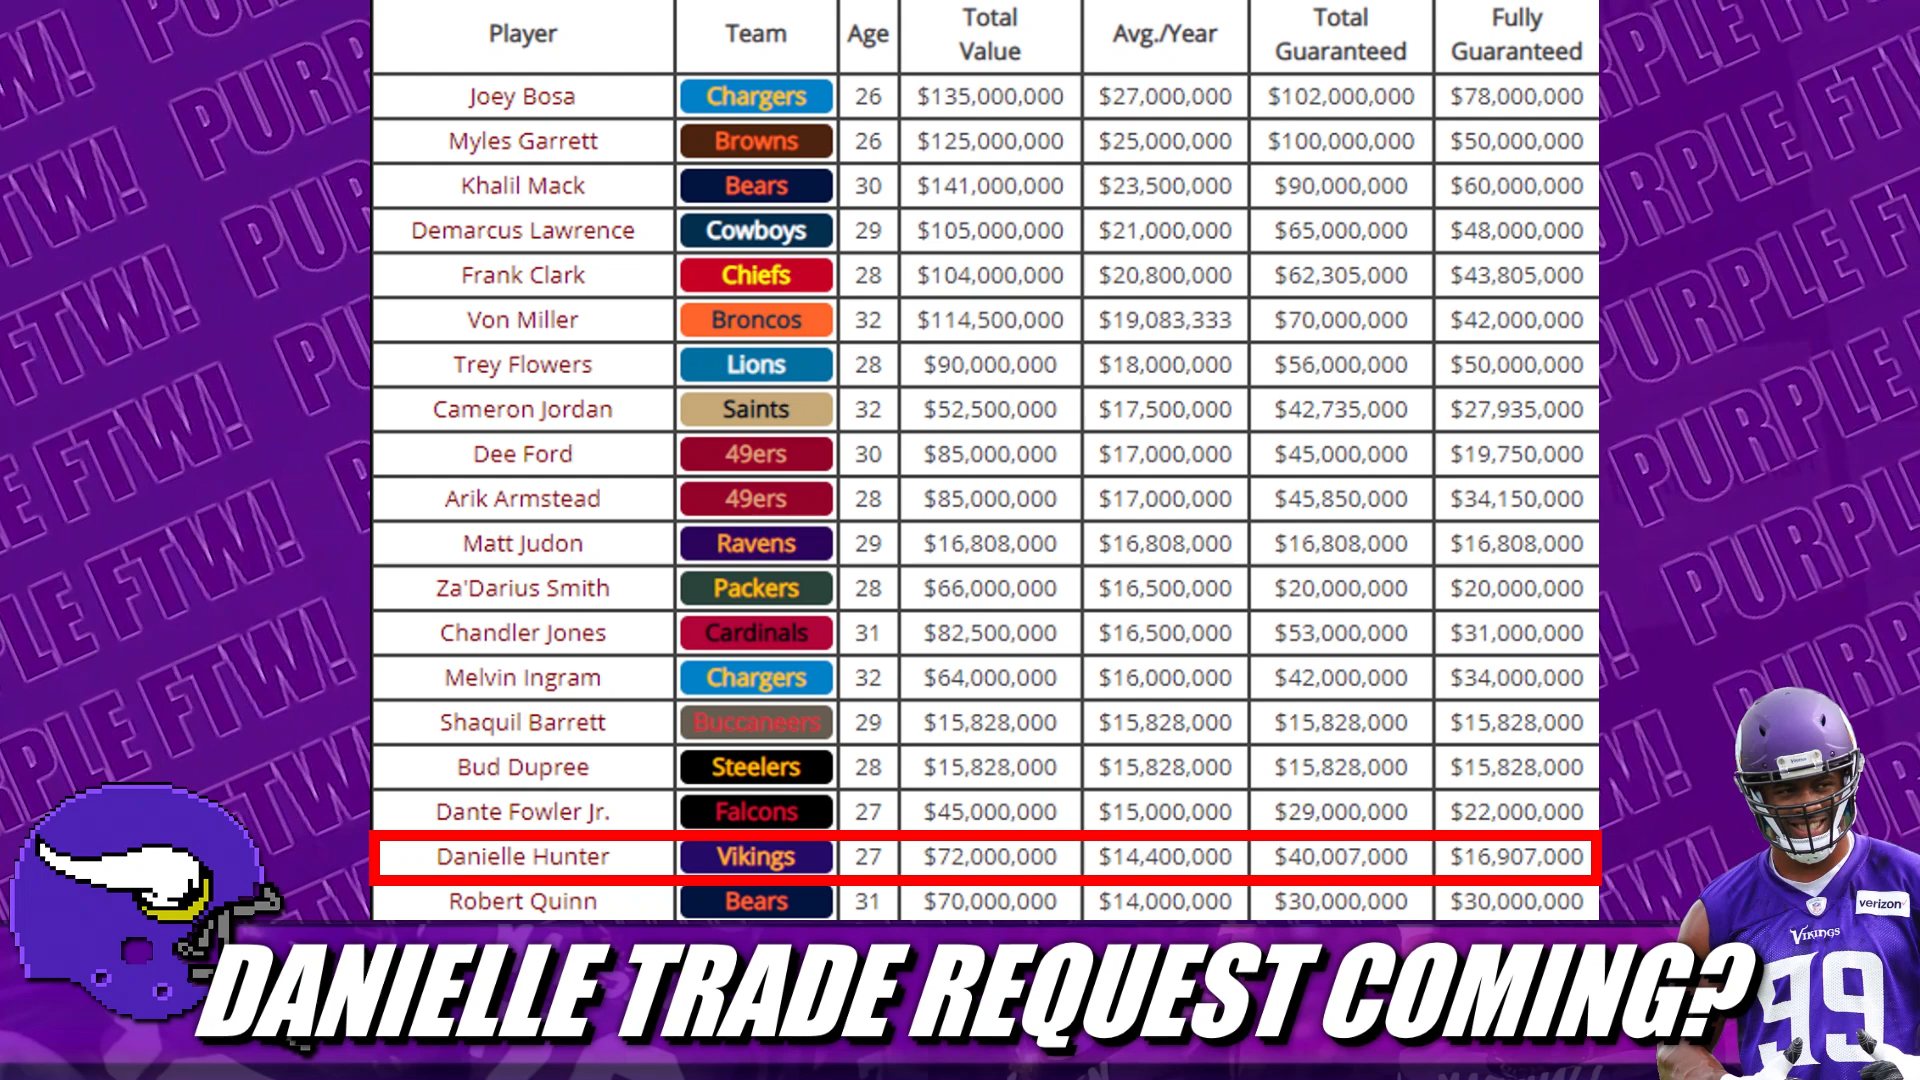 Player Team Age Total Value Avg./Year Total Guaranteed Fully Guaranteed
Joey Bosa Chargers 26 $135,000,000 $27,000,000 $102,000,000 $78,000,000
Myles Garrett Browns 26 $125,000,000 $25,000,000 $100,000,000 $50,000,000
Khalil Mack Bears 30 $141,000,000 $23,500,000 $90,000,000 $60,000,000
Demarcus Lawrence Cowboys 29 $105,000,000 $21,000,000 $65,000,000 $48,000,000
Frank Clark Chiefs 28 $104,000,000 $20,800,000 $62,305,000 $43,805,000
Von Miller Broncos 32 $114,500,000 $19,083,333 $70,000,000 $42,000,000
Trey Flowers Lions 28 $90,000,000 $18,000,000 $56,000,000 $50,000,000
Cameron Jordan Saints 32 $52,500,000 $17,500,000 $42,735,000 $27,935,000
Dee Ford 49ers 30 $85,000,000 $17,000,000 $45,000,000 $19,750,000
Arik Armstead 49ers 28 $85,000,000 $17,000,000 $45,850,000 $34,150,000
Matt Judon Ravens 29 $16,808,000 $16,808,000 $16,808,000 $16,808,000
Za'Darius Smith Packers 28 $66,000,000 $16,500,000 $20,000,000 $20,000,000
Chandler Jones Cardinals 31 $82,500,000 $16,500,000 $53,000,000 $31,000,000
Melvin Ingram Chargers 32 $64,000,000 $16,000,000 $42,000,000 $34,000,000
Shaquil Barrett Buccaneers 29 $15,828,000 $15,828,000 $15,828,000 $15,828,000
Bud Dupree Steelers 28 $15,828,000 $15,828,000 $15,828,000 $15,828,000
Dante Fowler Jr. Falcons 27 $45,000,000 $15,000,000 $29,000,000 $22,000,000
Danielle Hunter Vikings 27 $72,000,000 $14,400,000 $40,007,000 $16,907,000
Robert Quinn Bears 31 $70,000,000 $14,000,000 $30,000,000 $30,000,000
verizon
VIKINGS
99
DANIELLE TRADE REQUEST COMING?
PURPLE FTW!